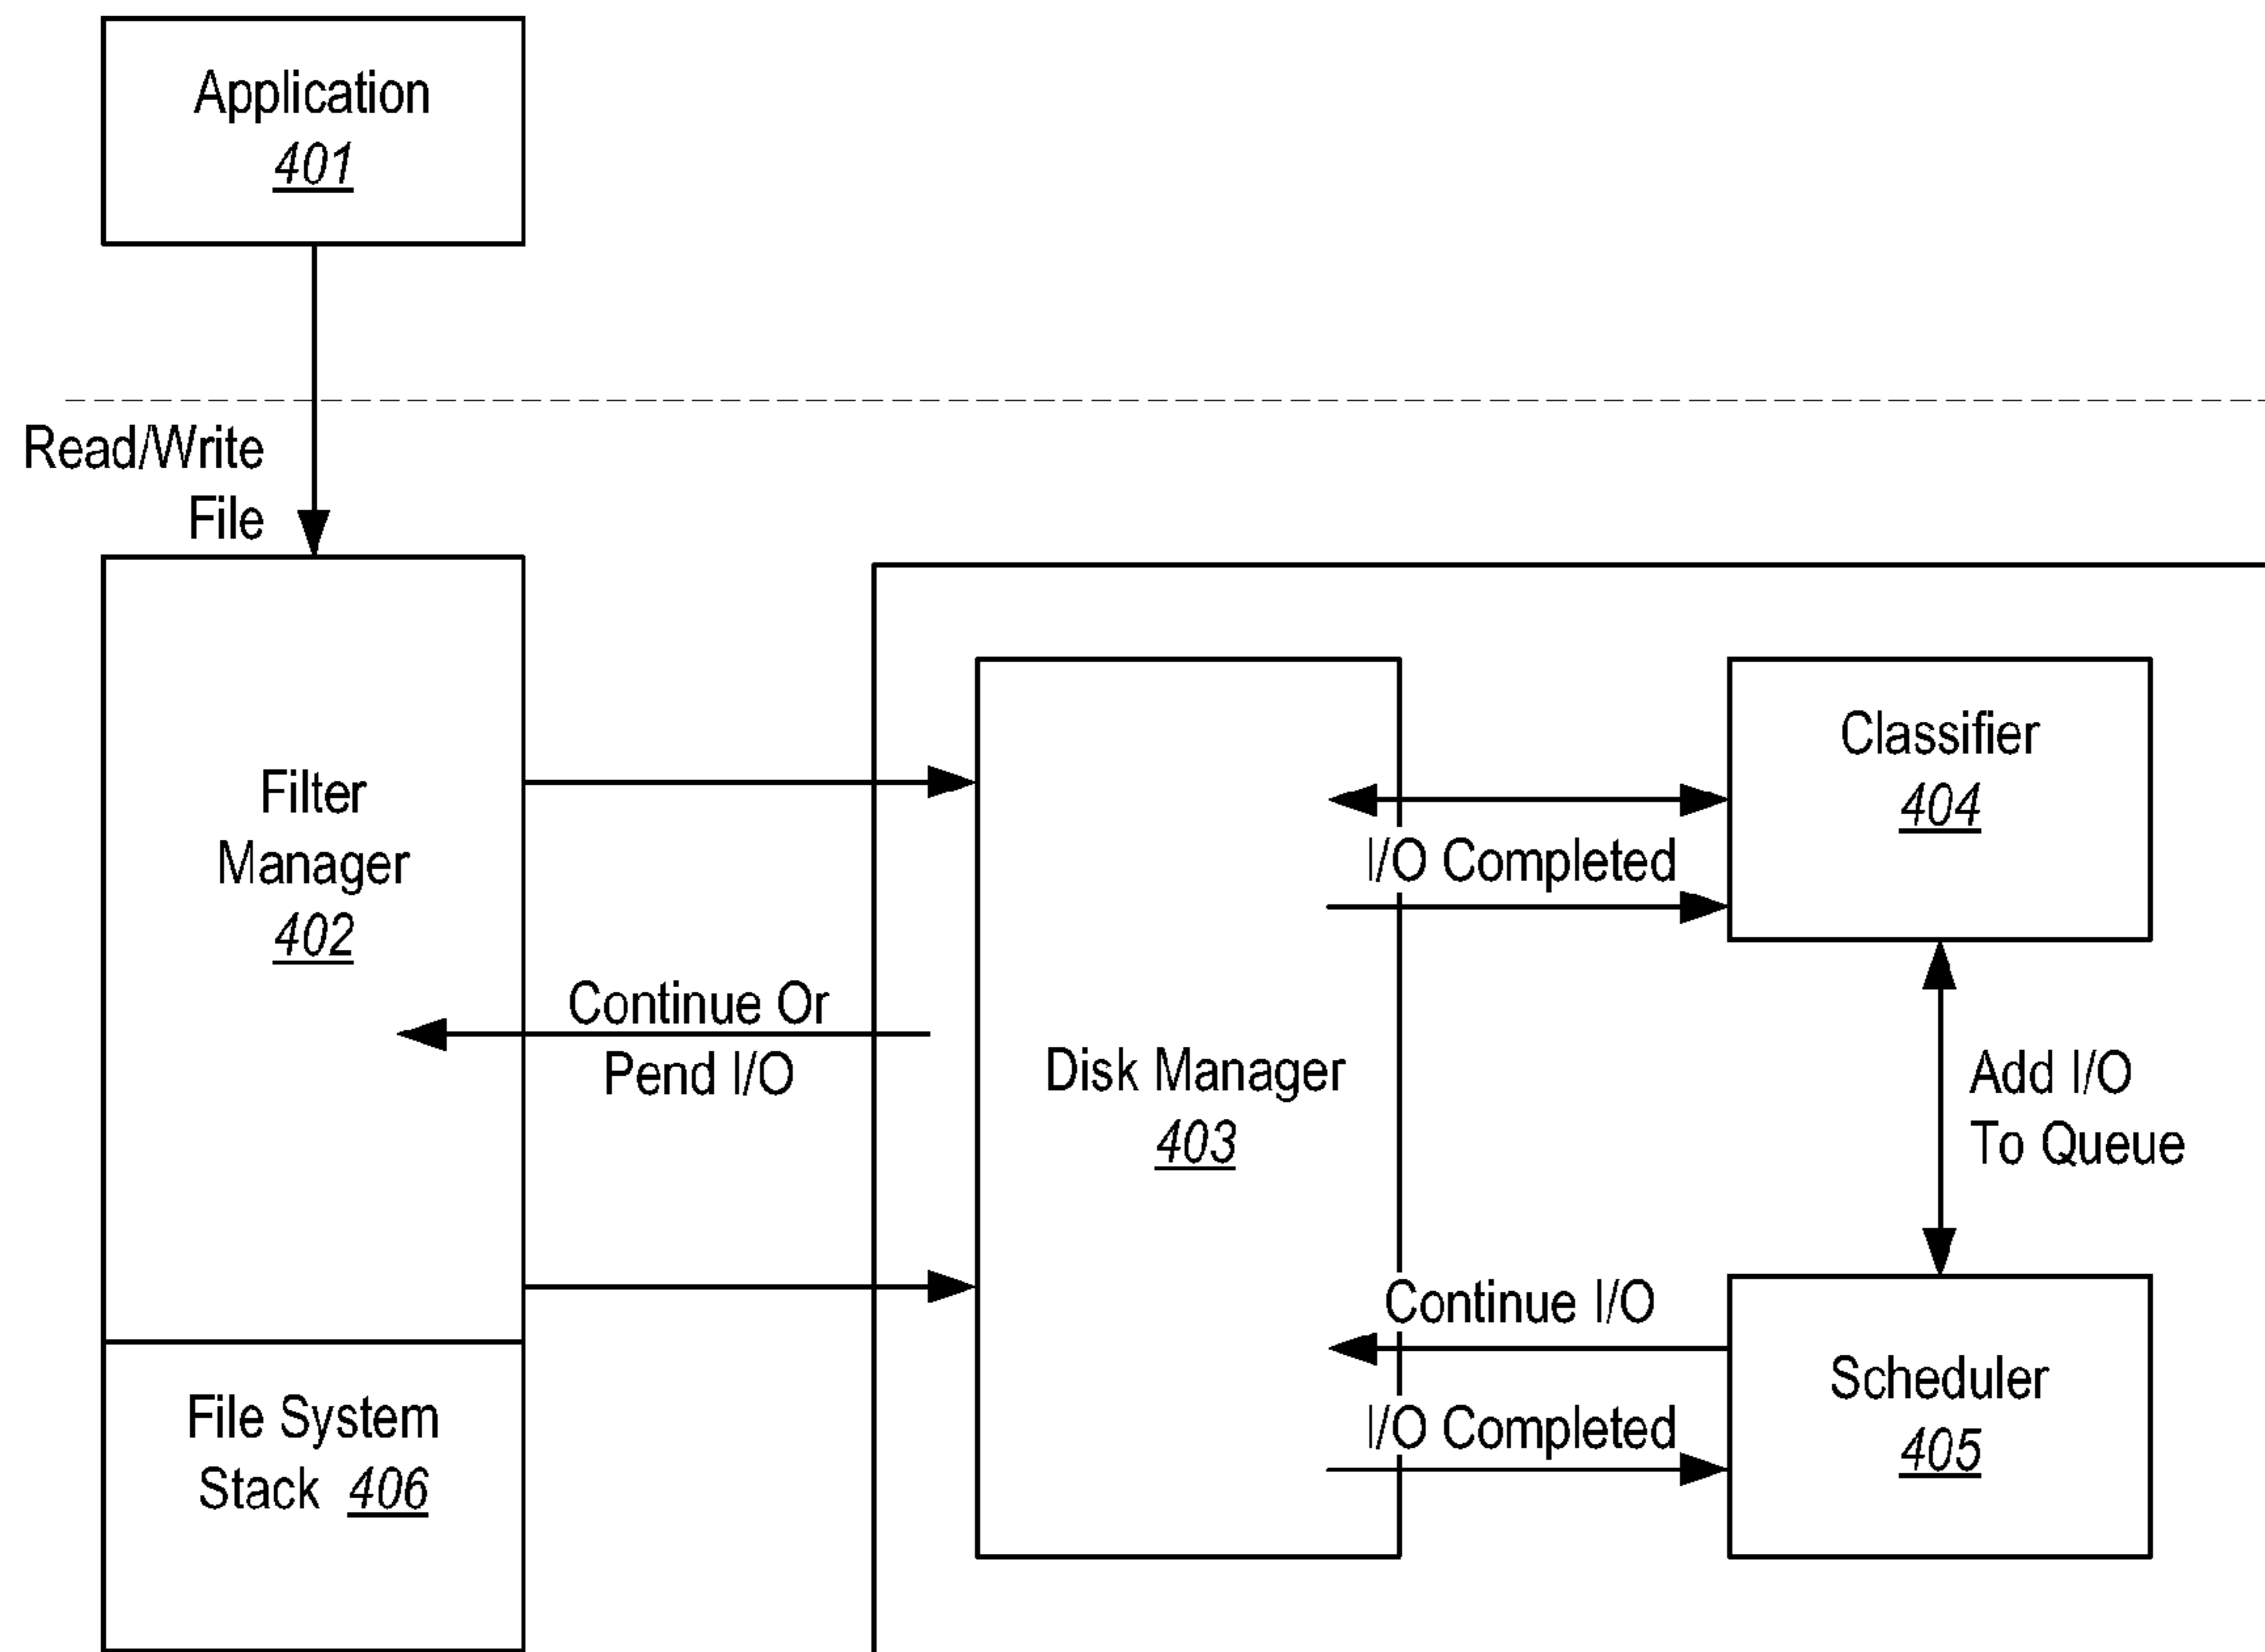 Application
401
Read/Write
File
Filter
Manager
402
Continue Or
Pend I/O
File System
Stack 406
Disk Manager
403
I/O Completed
Classifier
404
Add I/O
To Queue
Continue I/O
I/O Completed
Scheduler
405